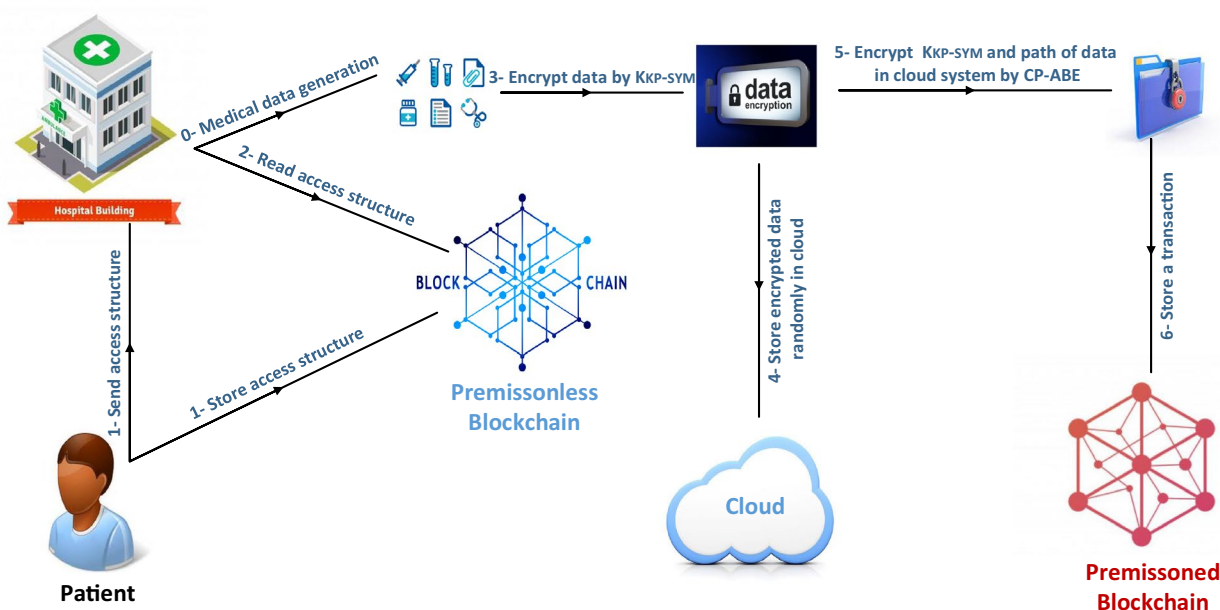 0- Medical data generation
3- Encrypt data by KKP-SYM
data
encryption
5- Encrypt KKP-SYM and path of data
in cloud system by CP-ABE
2- Read access structure
Hospital Building
1- Send access structure
1- Store access structure
BLOCK CHAIN
Premissonless
Blockchain
4- Store encrypted data
randomly in cloud
6- Store a transaction
Cloud
Patient
Premissoned
Blockchain